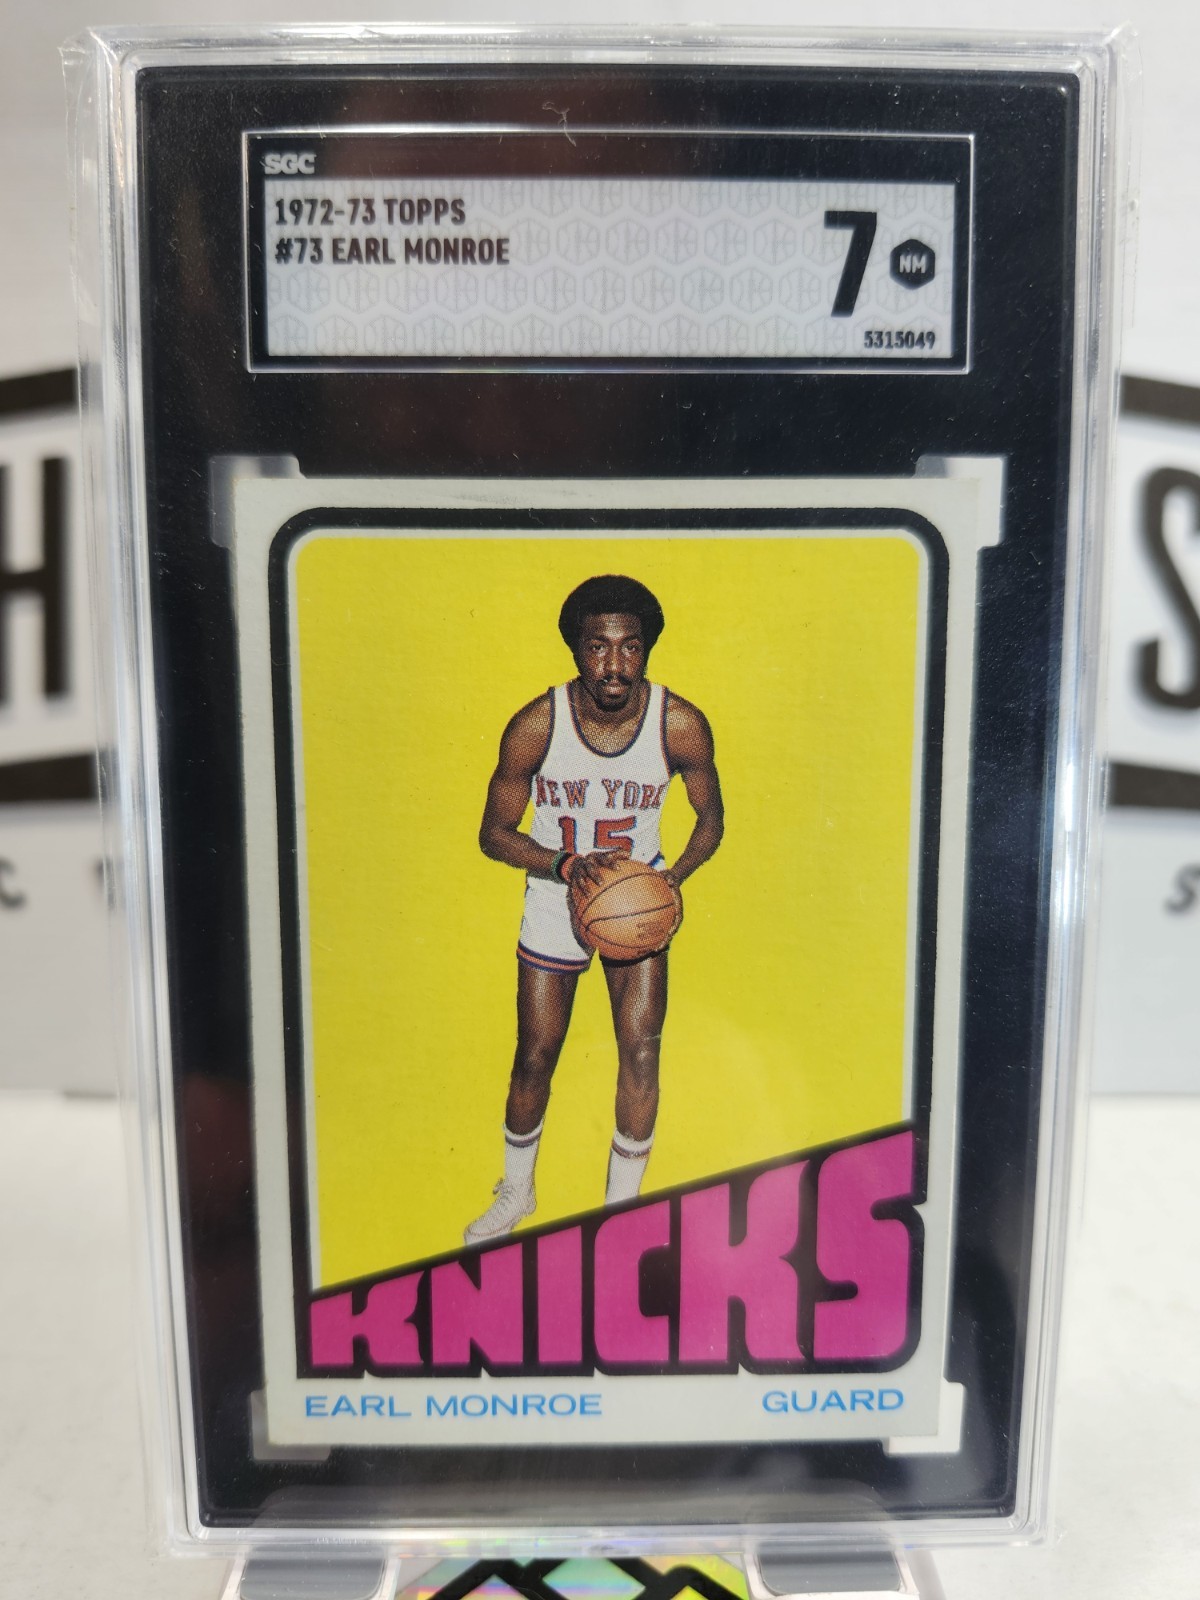 SGC
1972-73 TOPPS
#73 EARL MONROE
7 NM
5315049
NEW YORK
15
KNICKS
EARL MONROE GUARD